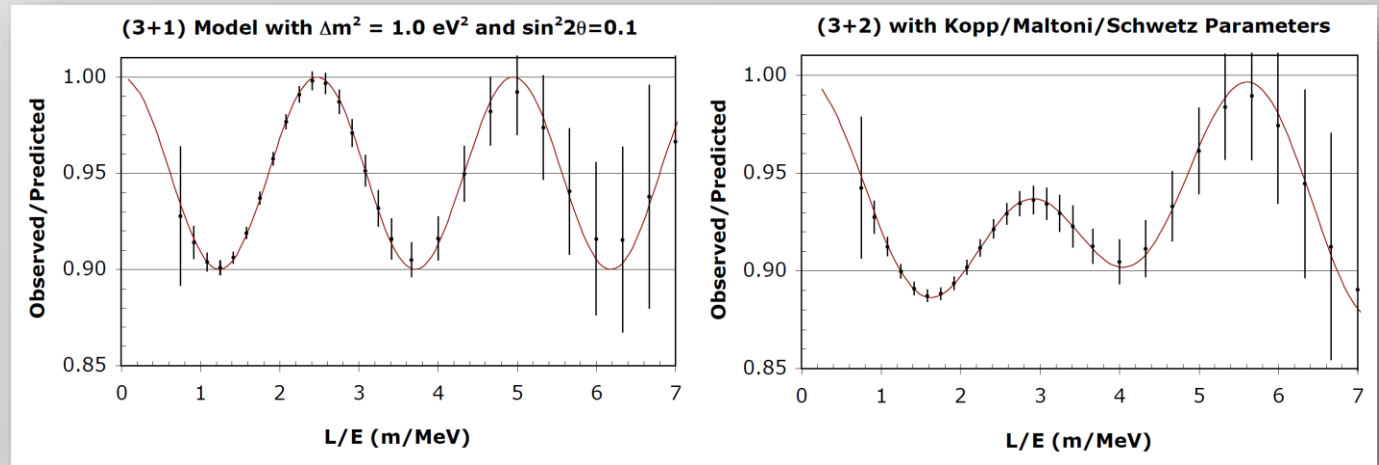 (3+1) Model with Δm² = 1.0 eV² and sin²2θ=0.1
Observed/Predicted
1.00
0.95
0.90
0.85
0 1 2 3 4 5 6 7
L/E (m/MeV)
(3+2) with Kopp/Maltoni/Schwetz Parameters
Observed/Predicted
1.00
0.95
0.90
0.85
0 1 2 3 4 5 6 7
L/E (m/MeV)